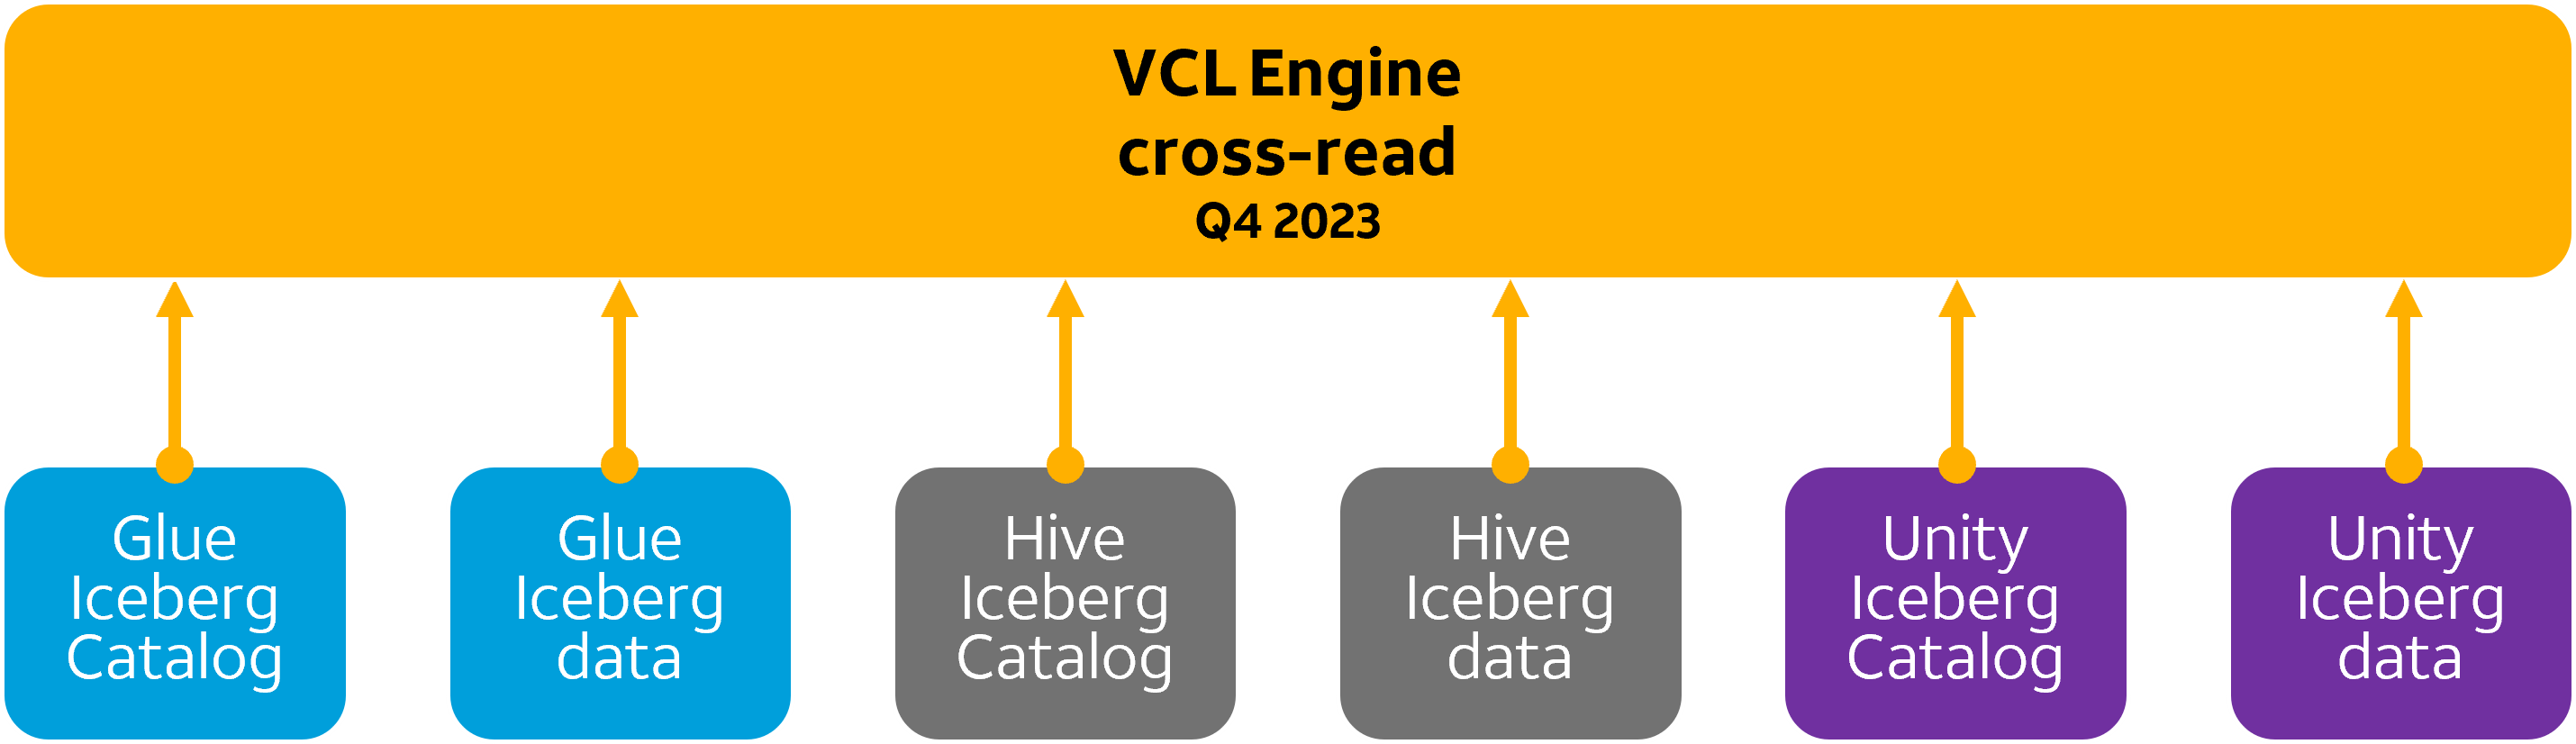 VCL Engine
cross-read
Q4 2023
Glue
Iceberg
Catalog
Glue
Iceberg
data
Hive
Iceberg
Catalog
Hive
Iceberg
data
Unity
Iceberg
Catalog
Unity
Iceberg
data